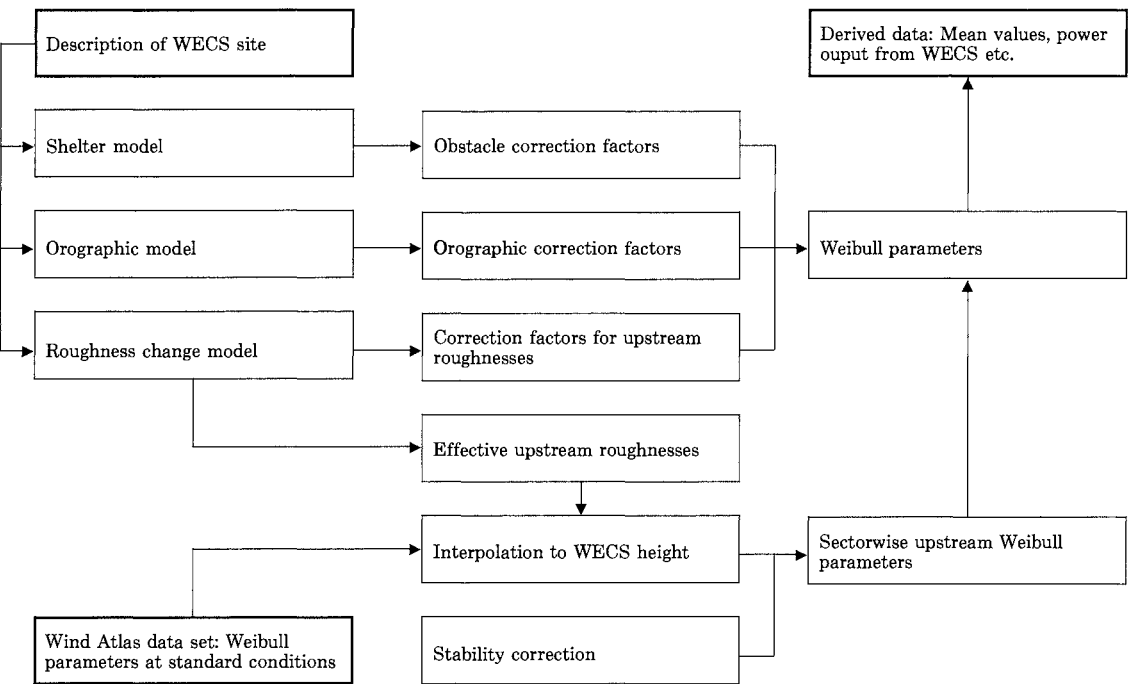 Description of WECS site
Derived data: Mean values, power
ouput from WECS etc.
Shelter model
Obstacle correction factors
Orographic model
Orographic correction factors
Weibull parameters
Roughness change model
Correction factors for upstream
roughnesses
Effective upstream roughnesses
Interpolation to WECS height
Sectorwise upstream Weibull
parameters
Wind Atlas data set: Weibull
parameters at standard conditions
Stability correction